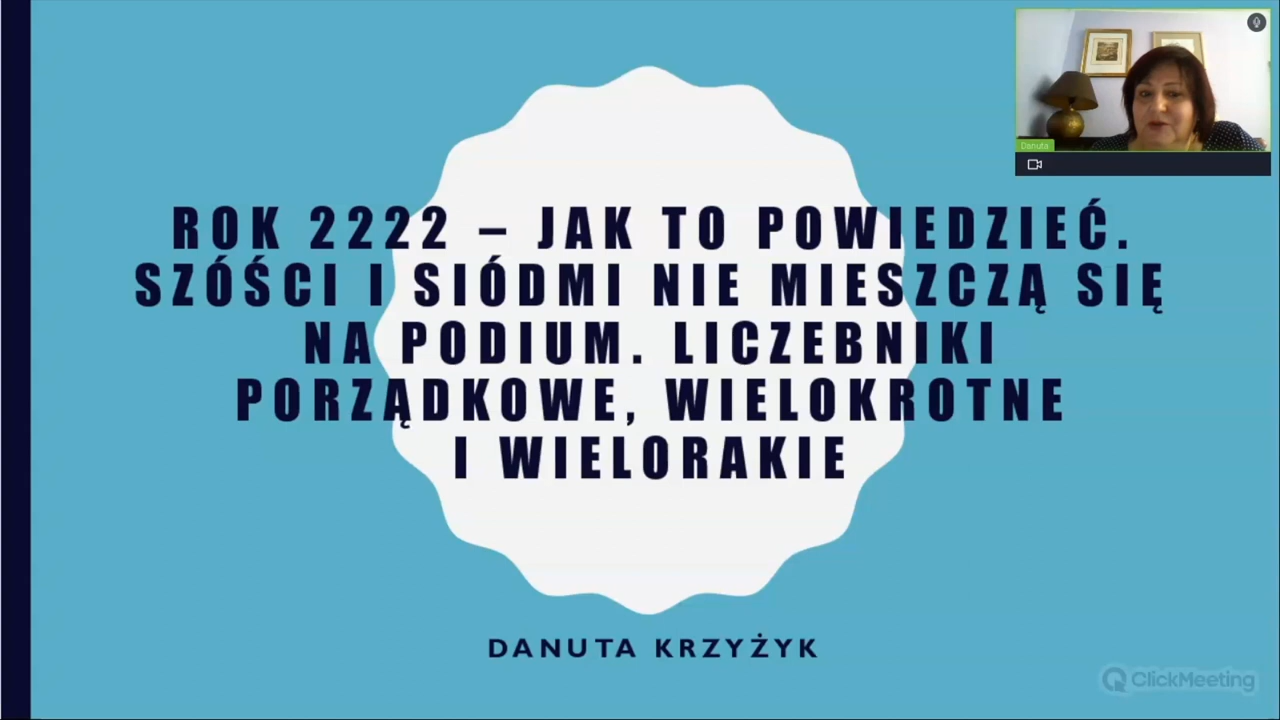 Danuta
ROK 2222 – JAK TO POWIEDZIEĆ.
SZÓŚCI I SIÓDMI NIE MIESZCZĄ SIĘ
NA PODIUM. LICZEBNIKI
PORZĄDKOWE, WIELOKROTNE
I WIELORAKIE
DANUTA KRZYŻYK
ClickMeeting